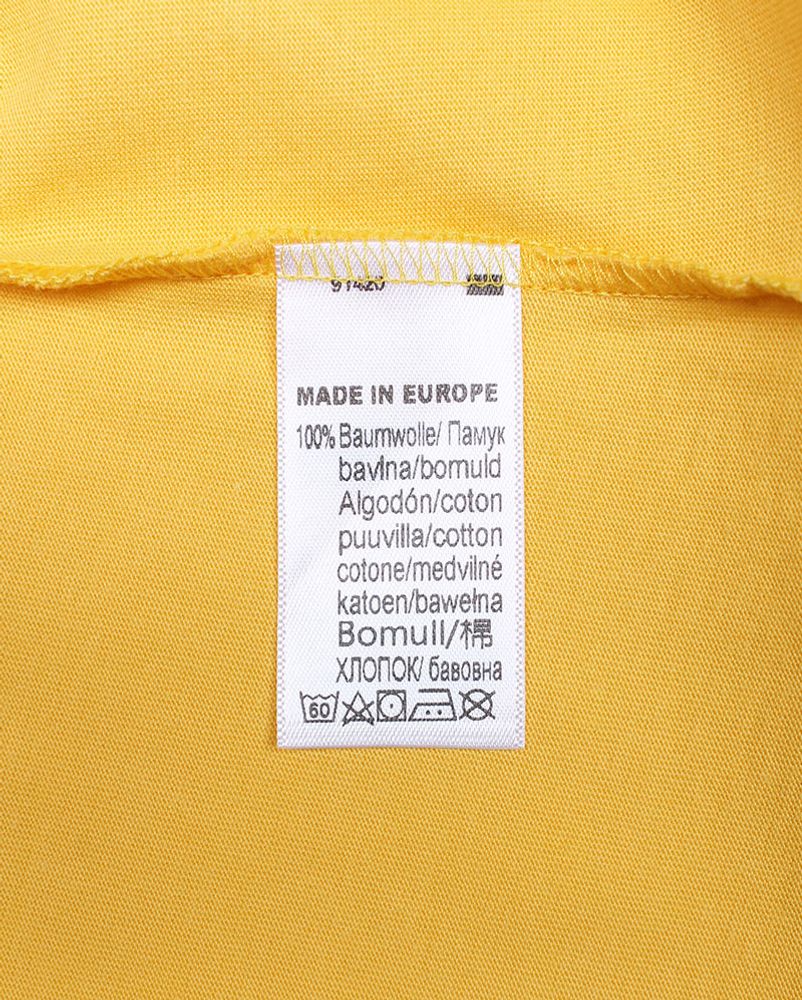 MADE IN EUROPE
100% Baumwolle/ Памук
bavlna/bomuld
Algodón/coton
puuvilla/cotton
cotone/medvilné
katoen/bawełna
Bomull/棉
ХЛОПОК/ бавовна
60